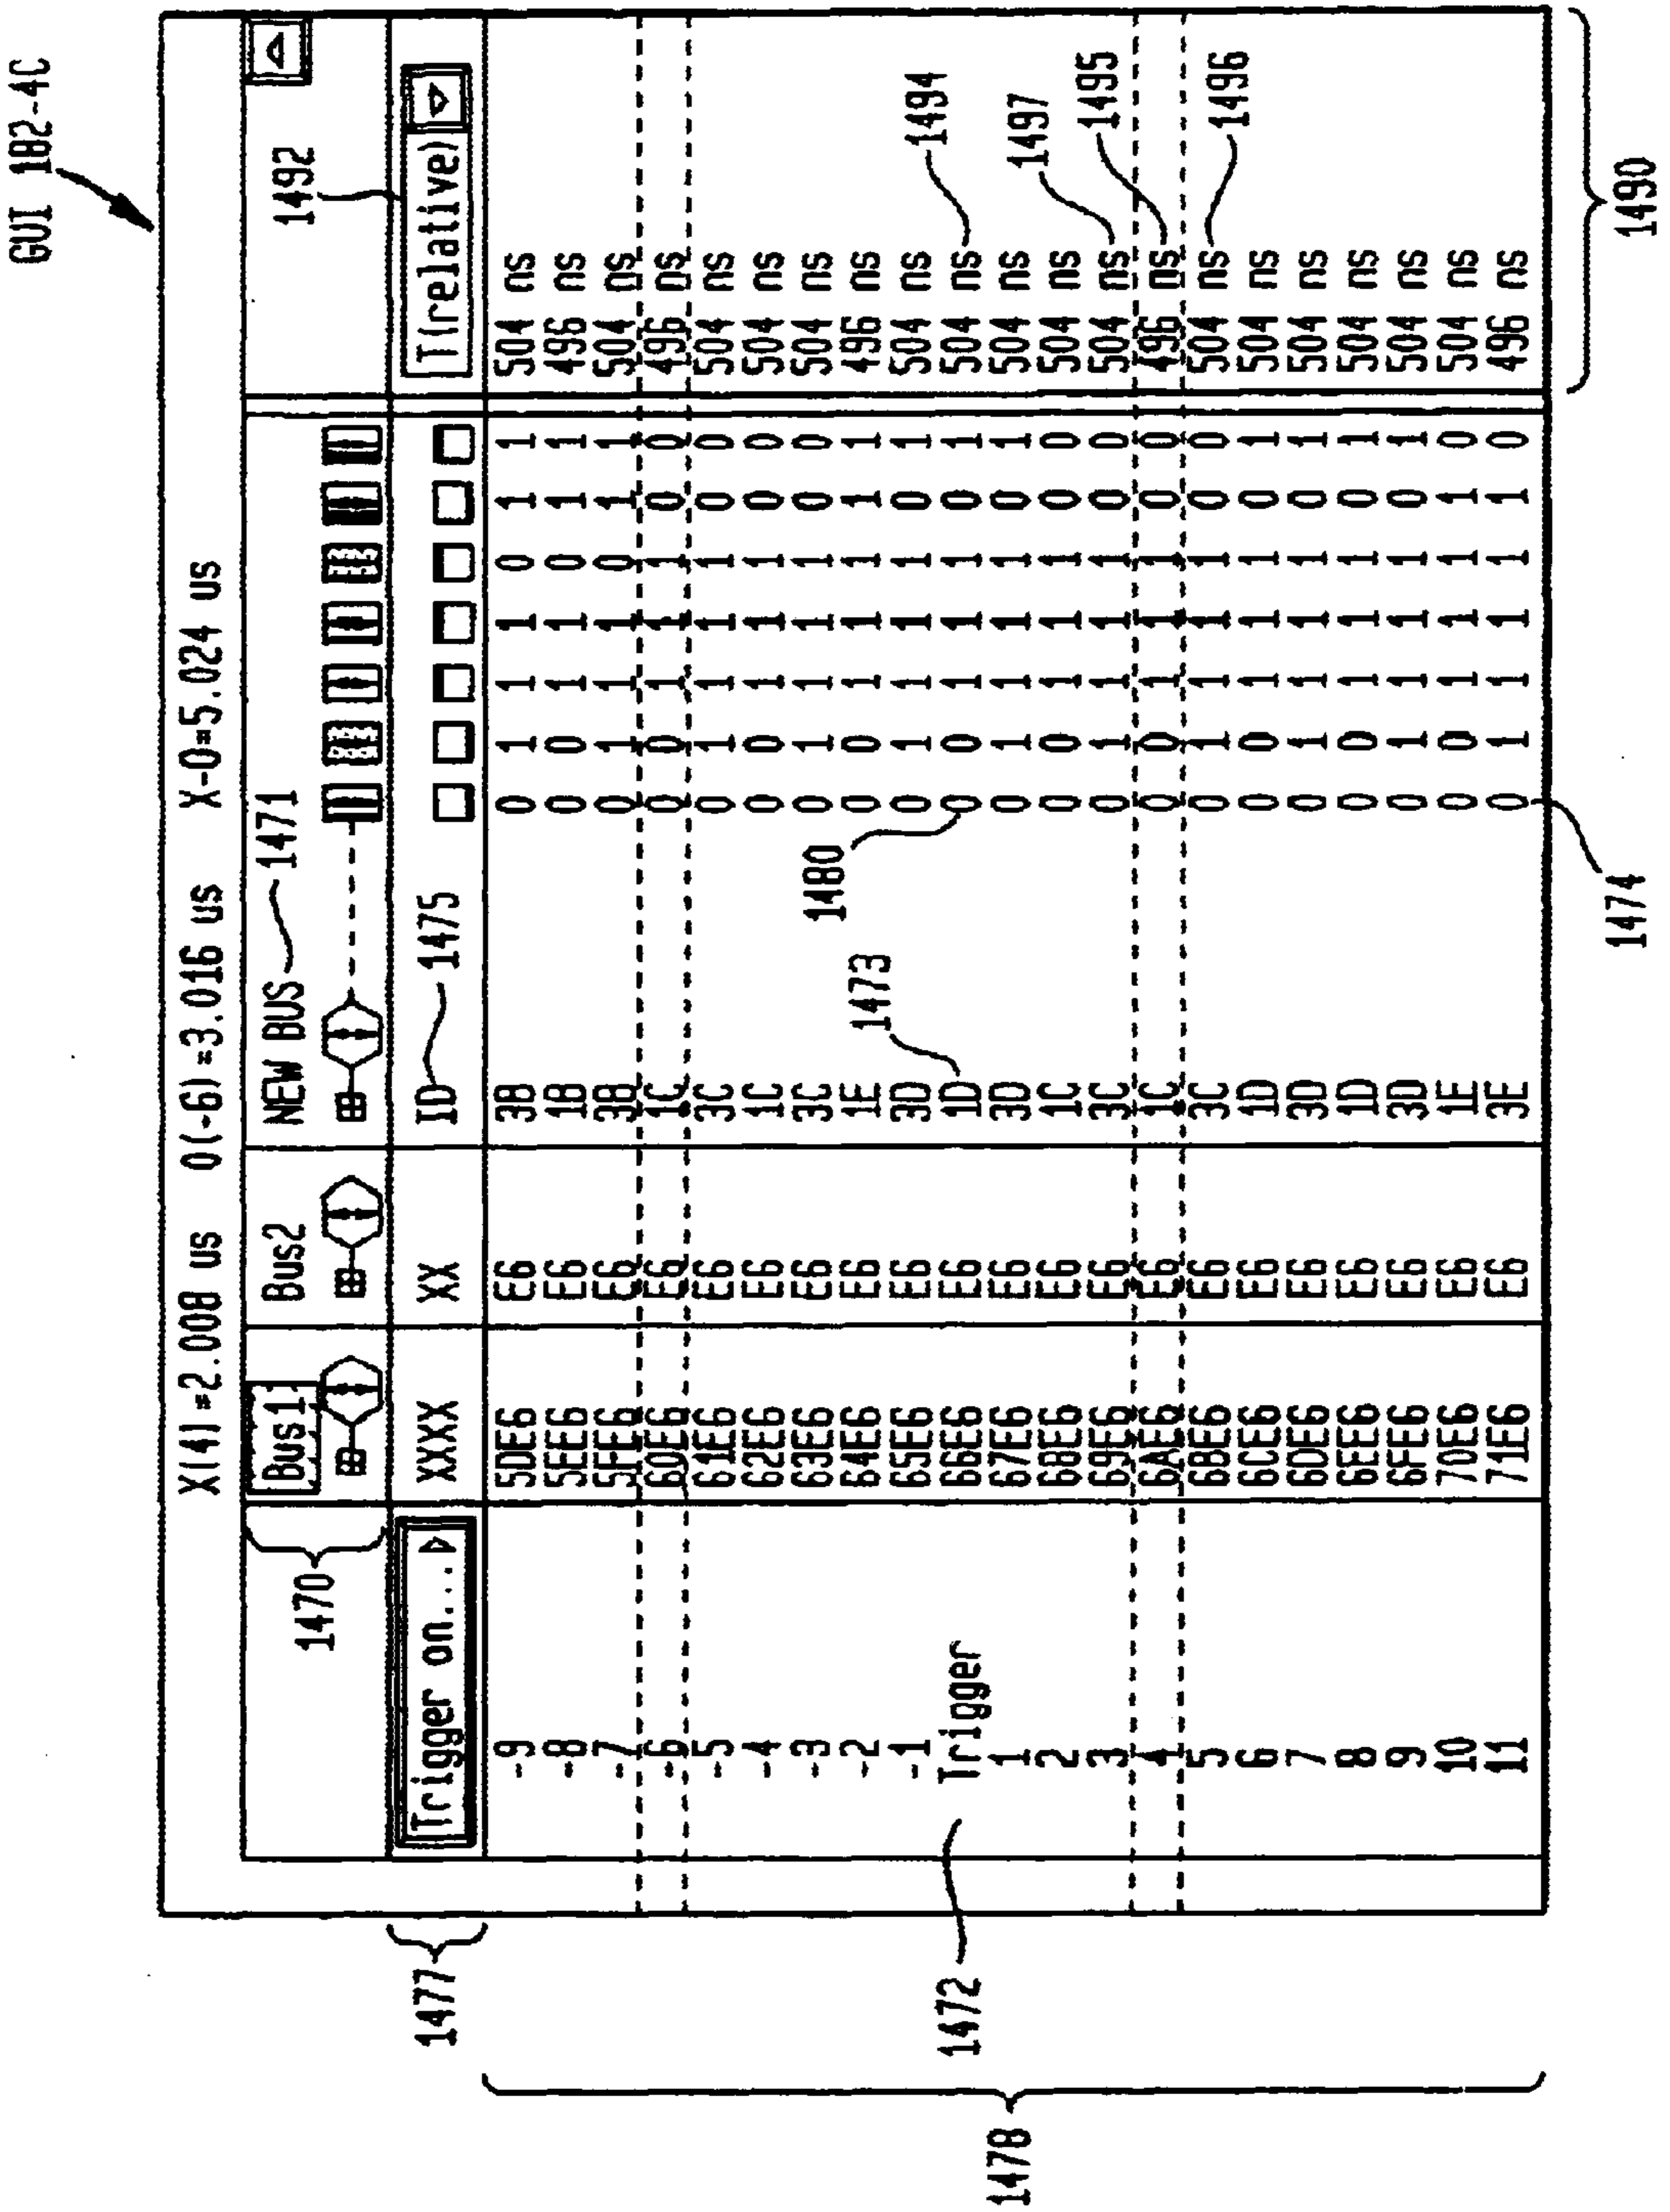 GUI 182-4C
X(4)=2.008 us O(-6)=3.016 us X-O=5.024 us
1470 Bus1 Bus2 NEW BUS 1471 1492
1477 Trigger on... XXXX XX ID 1475 T(relative)
-9 5DE6 E6 3B 0 1 1 1 0 1 1 504 ns
-8 5EE6 E6 1B 0 0 1 1 0 1 1 496 ns
-7 5FE6 E6 3B 0 1 1 1 0 1 1 504 ns
-6 60E6 E6 1C 0 0 1 1 1 0 0 496 ns
-5 61E6 E6 3C 0 1 1 1 1 0 0 504 ns
-4 62E6 E6 1C 0 0 1 1 1 0 0 504 ns
-3 63E6 E6 3C 0 1 1 1 1 0 0 504 ns
-2 64E6 E6 1E 0 0 1 1 1 1 1 496 ns
-1 65E6 E6 3D 0 1 1 1 1 0 1 504 ns
Trigger 66E6 E6 1D 0 0 1 1 1 0 1 504 ns
1 67E6 E6 3D 0 1 1 1 1 0 1 504 ns
2 68E6 E6 1C 0 0 1 1 1 0 0 504 ns
3 69E6 E6 3C 0 1 1 1 1 0 0 504 ns
4 6AE6 E6 1C 0 0 1 1 1 0 0 496 ns
5 6BE6 E6 3C 0 1 1 1 1 0 0 504 ns
6 6CE6 E6 1D 0 0 1 1 1 0 1 504 ns
7 6DE6 E6 3D 0 1 1 1 1 0 1 504 ns
8 6EE6 E6 1D 0 0 1 1 1 0 1 504 ns
9 6FE6 E6 3D 0 1 1 1 1 0 1 504 ns
10 70E6 E6 1E 0 0 1 1 1 1 0 504 ns
11 71E6 E6 3E 0 1 1 1 1 1 0 496 ns
1480
1473
1494
1497
1495
1496
1472
1478
1474
1490